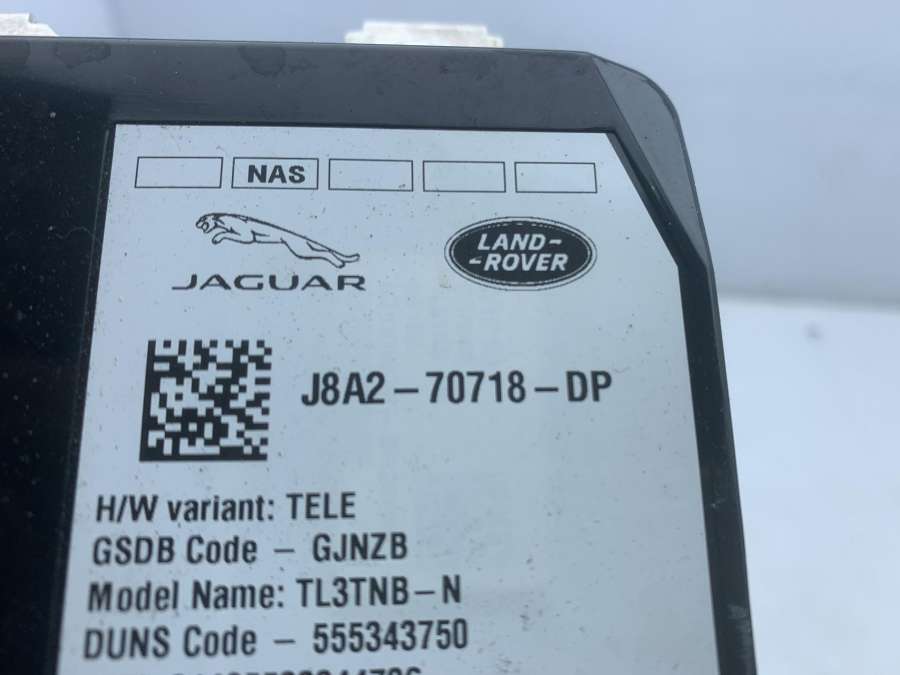 NAS
JAGUAR
LAND-
-ROVER
J8A2-70718-DP
H/W variant: TELE
GSDB Code - GJNZB
Model Name: TL3TNB-N
DUNS Code - 555343750